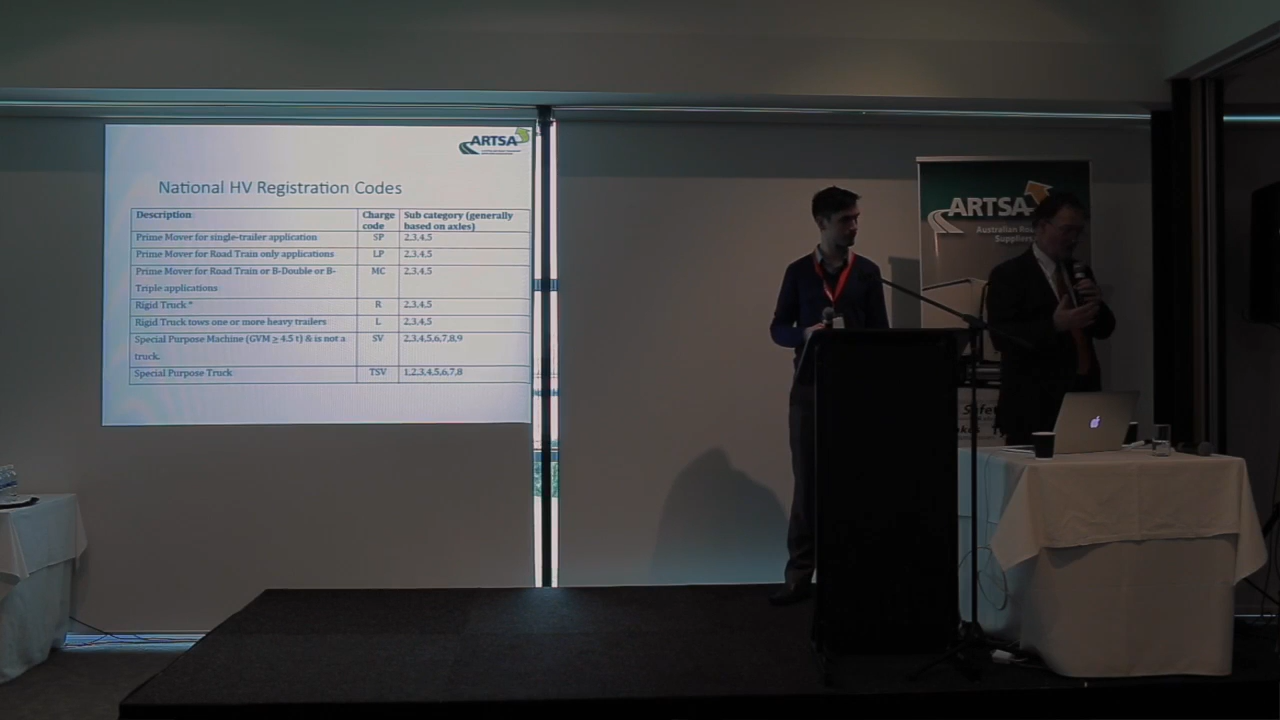 ARTSA
National HV Registration Codes
Description
Charge code
Sub category (generally based on axles)
Prime Mover for single-trailer application SP 2,3,4,5
Prime Mover for Road Train only applications LP 2,3,4,5
Prime Mover for Road Train or B-Double or B-
Triple applications MC 2,3,4,5
Rigid Truck * R 2,3,4,5
Rigid Truck tows one or more heavy trailers L 2,3,4,5
Special Purpose Machine (GVM ≥ 4.5 t) & is not a
truck. SV 2,3,4,5,6,7,8,9
Special Purpose Truck TSV 1,2,3,4,5,6,7,8
ARTSA
Australian Roa
Suppliers
Safe